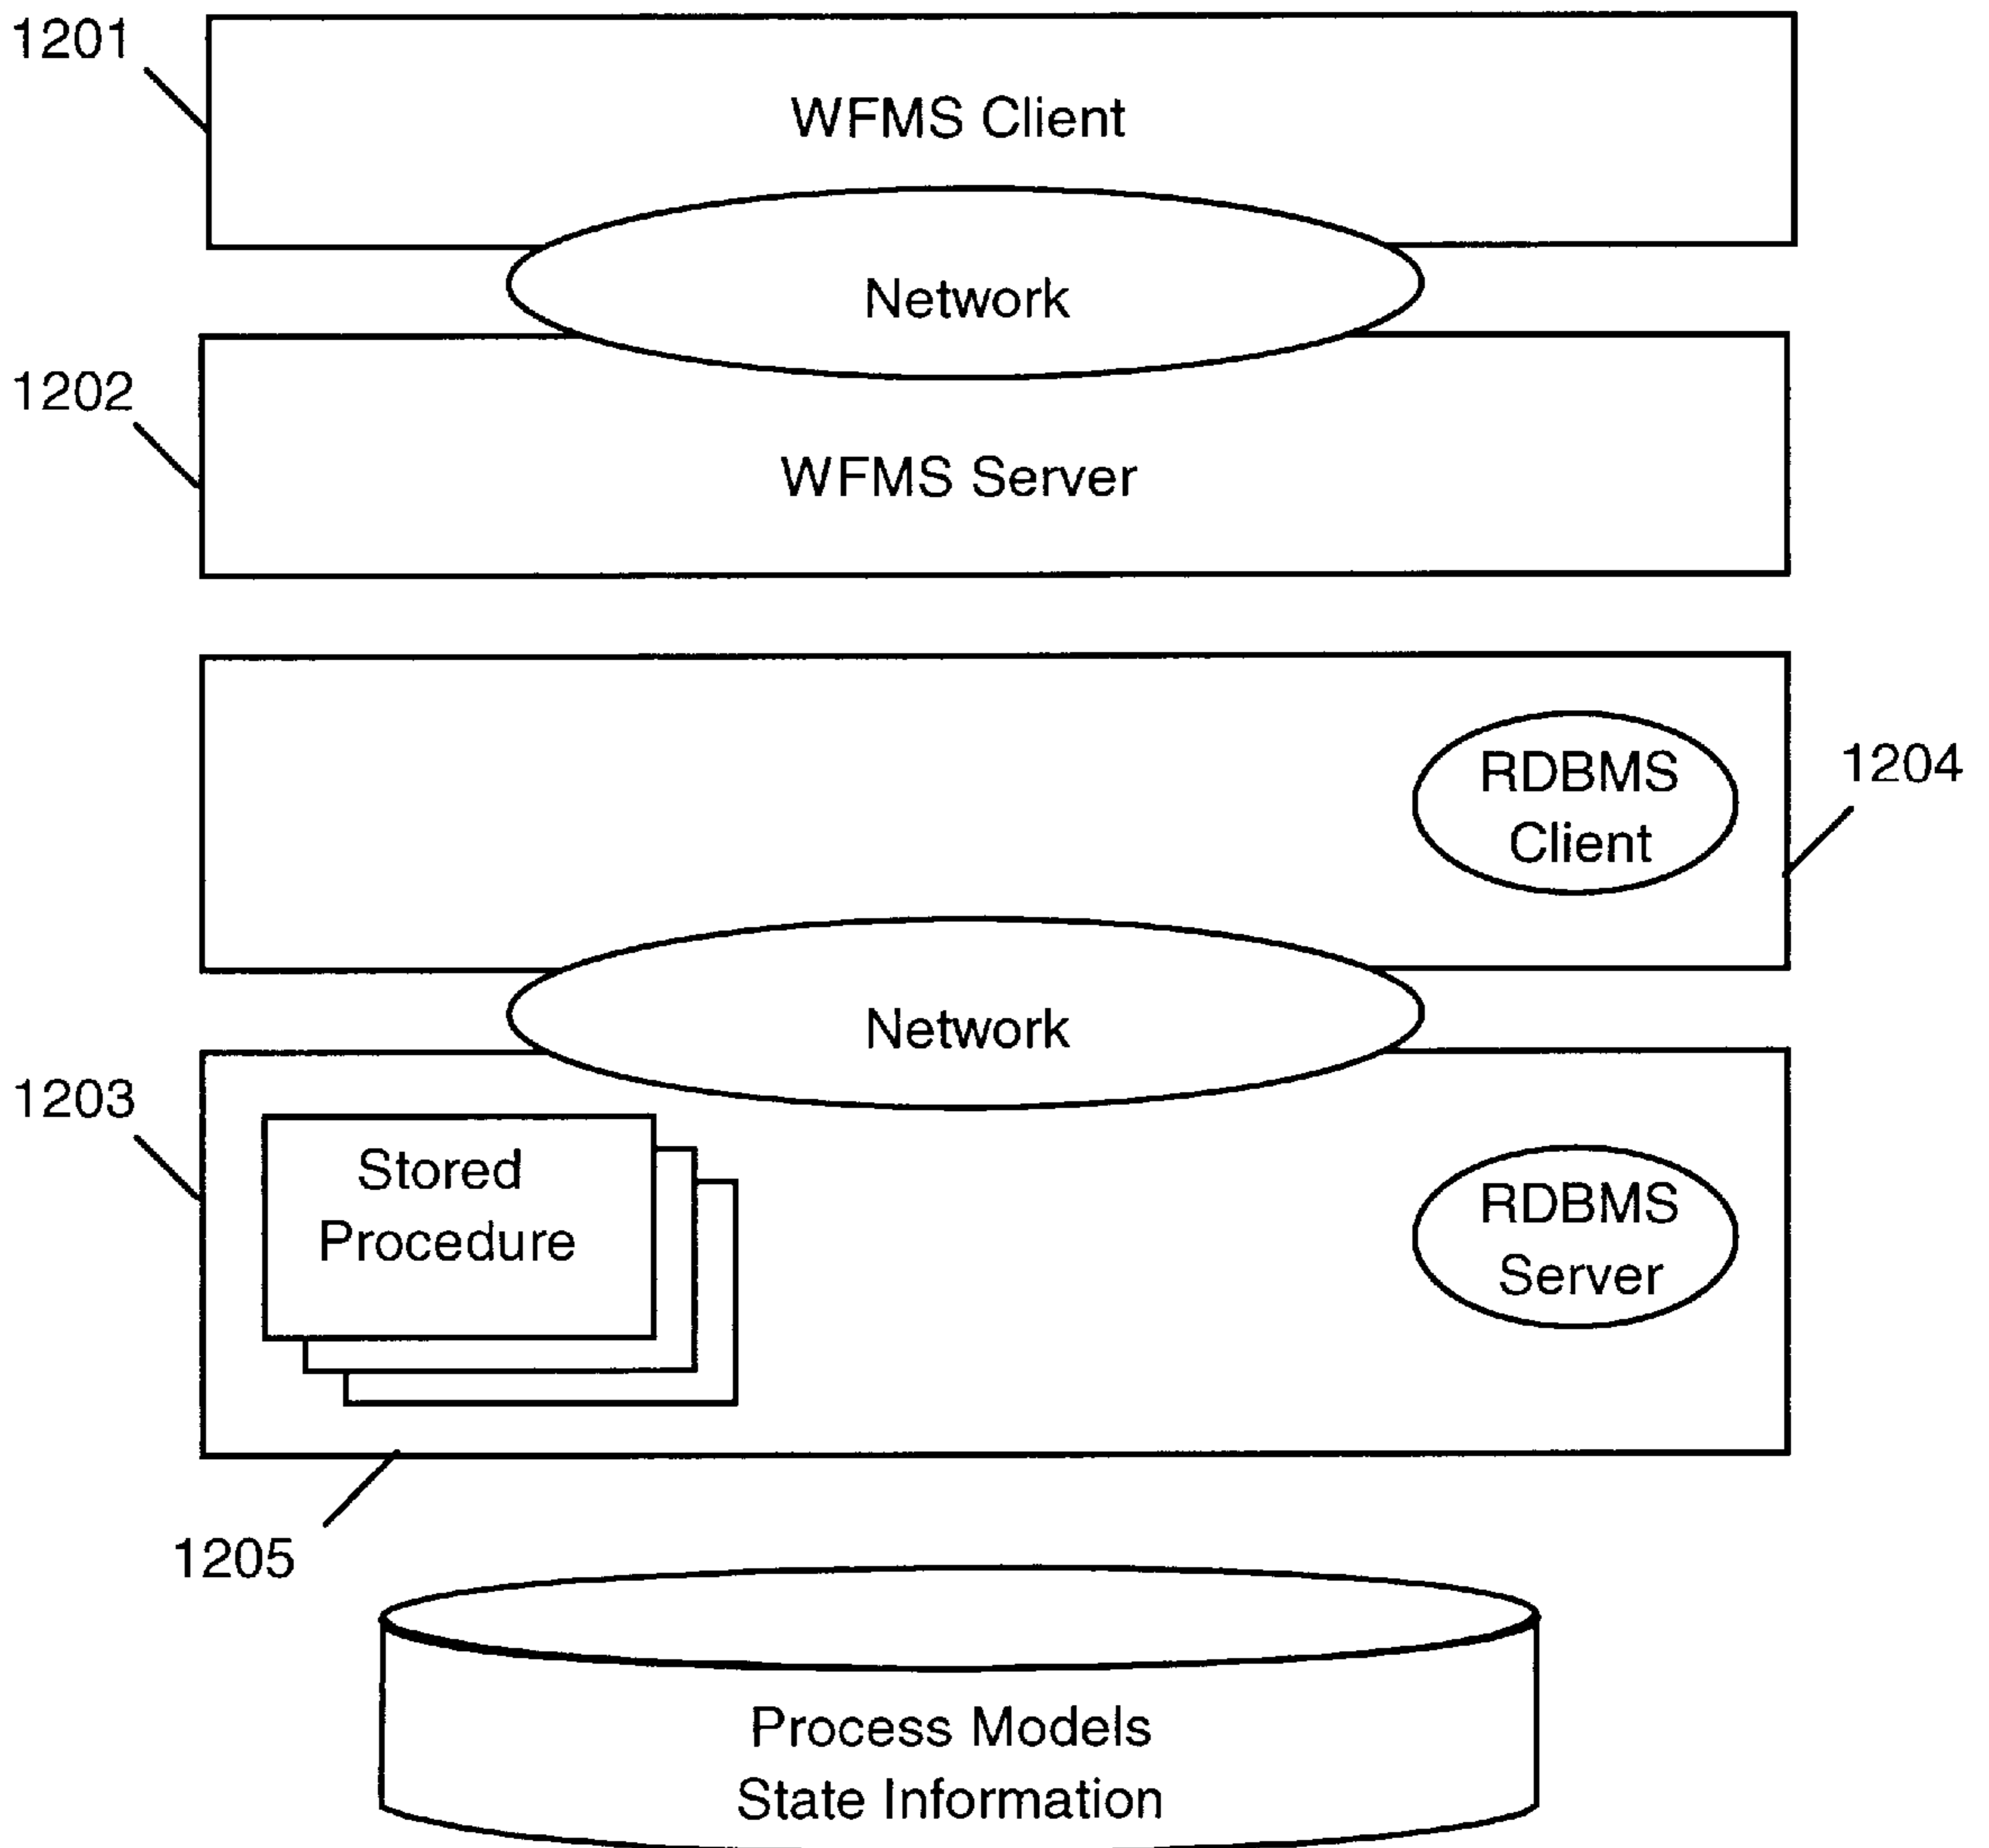 1201
WFMS Client
Network
1202
WFMS Server
RDBMS
Client
1204
Network
1203
Stored
Procedure
RDBMS
Server
1205
Process Models
State Information